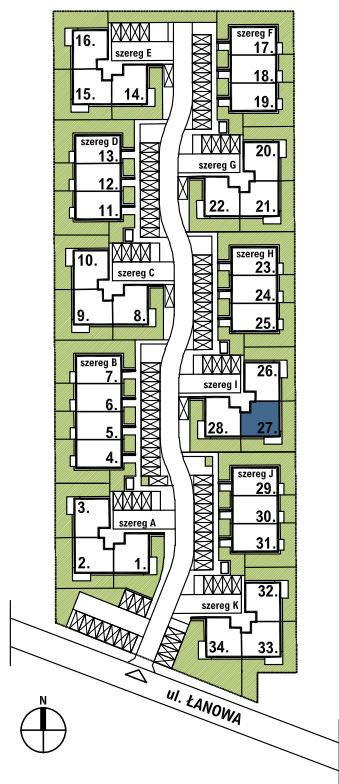 16.
szereg E
15.
14.
szereg F
17.
18.
19.
szereg D
13.
12.
11.
szereg G
20.
22.
21.
10.
szereg C
9.
8.
szereg H
23.
24.
25.
szereg B
7.
6.
5.
4.
szereg I
26.
28.
27.
3.
szereg A
2.
1.
szereg J
29.
30.
31.
szereg K
32.
34.
33.
ul. ŁANOWA
N